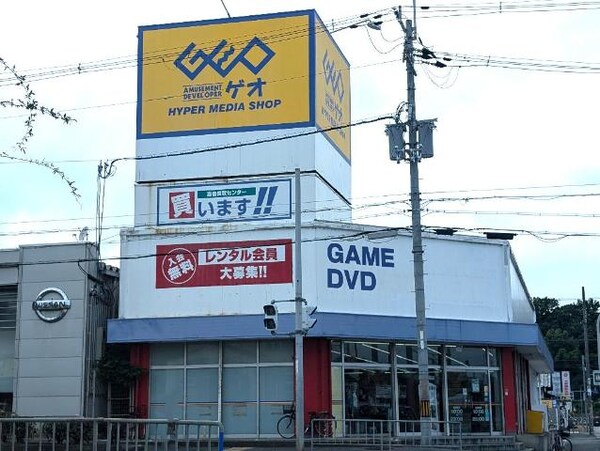 AMUSEMENT
DEVELOPER
ゲオ
HYPER MEDIA SHOP
買います!!
入会
無料
レンタル会員
大募集!!
GAME
DVD
NISSAN